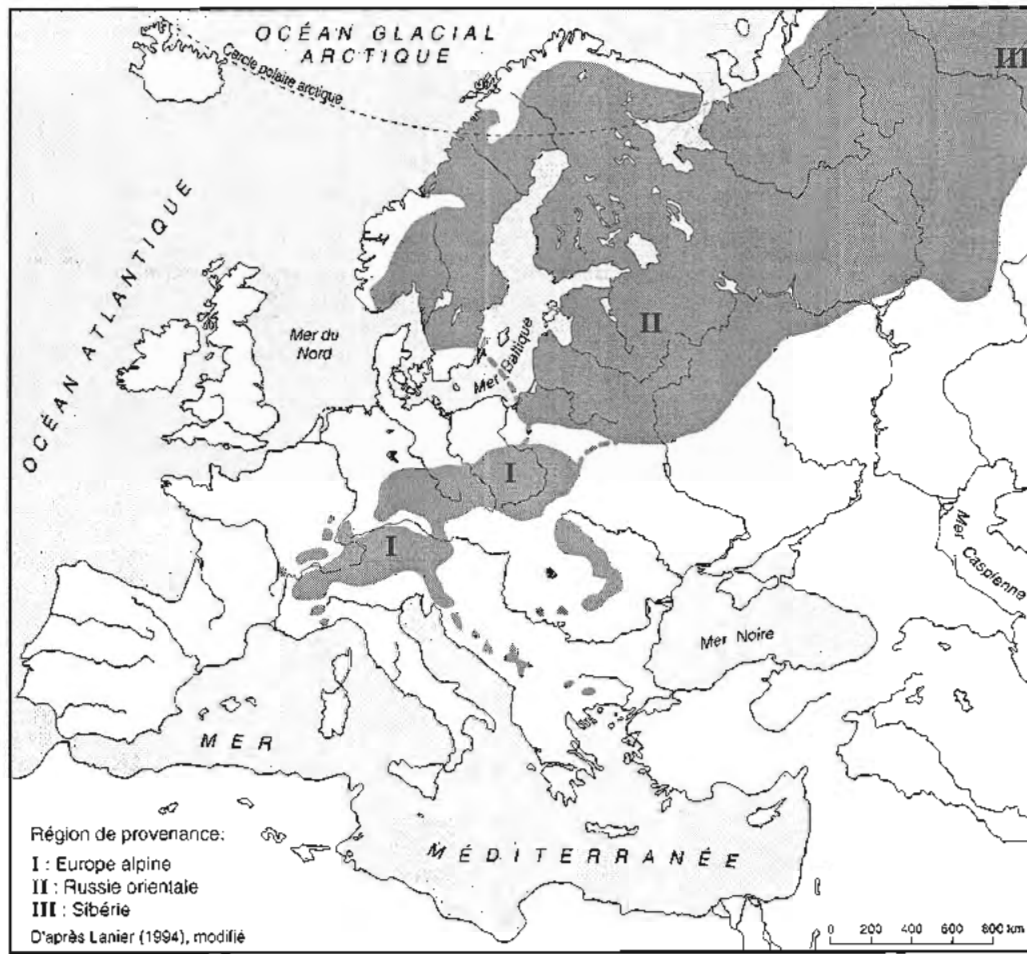 OCÉAN GLACIAL
ARCTIQUE
Cercle polaire arctique
III
OCÉAN ATLANTIQUE
Mer du
Nord
Mer Baltique
II
I
I
Mer Caspienne
Mer Noire
MER
MÉDITERRANÉE
Région de provenance:
I : Europe alpine
II : Russie orientale
III : Sibérie
D'après Lanier (1994), modifié
0 200 400 600 800 km